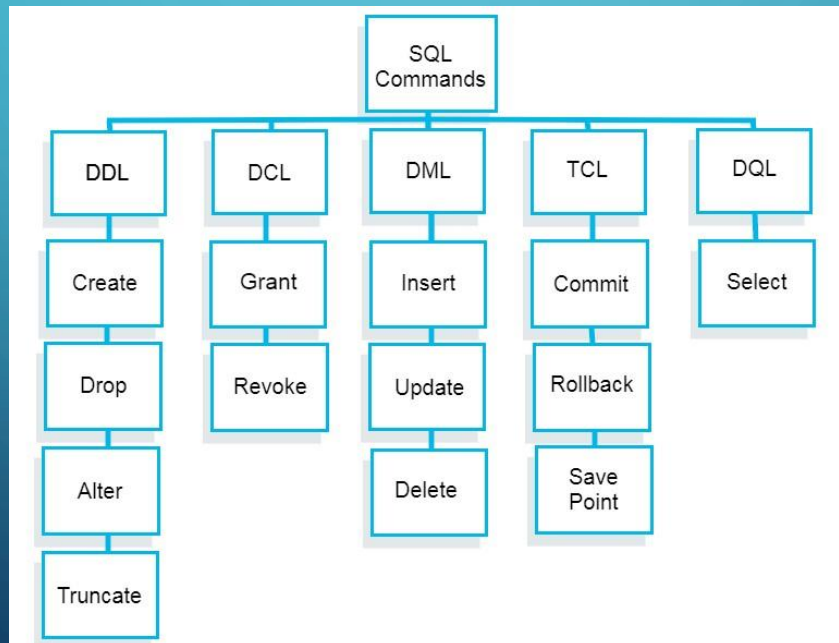 SQL
Commands
DDL
DCL
DML
TCL
DQL
Create
Grant
Insert
Commit
Select
Drop
Revoke
Update
Rollback
Alter
Delete
Save
Point
Truncate